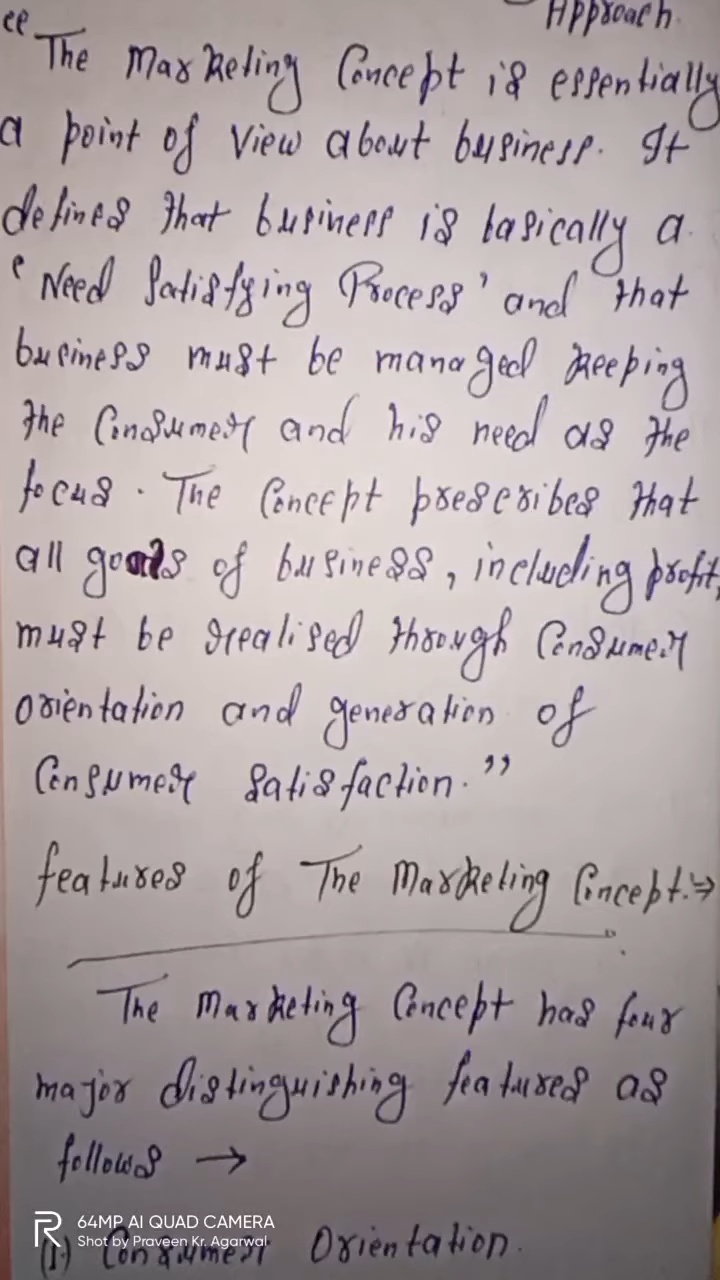 Approach.
"The Marketing Concept is essentially
a point of view about business. It
defines that business is basically a
'Need Satisfying Process' and that
business must be managed keeping
the Consumer and his need as the
focus. The Concept prescribes that
all goals of business, including profit,
must be realised through Consumer
orientation and generation of
Consumer satisfaction."
features of The Marketing Concept:⇒
The Marketing Concept has four
major distinguishing features as
follows →
64MP AI QUAD CAMERA
Shot by Praveen Kr. Agarwal
(1.) Consumer Orientation.